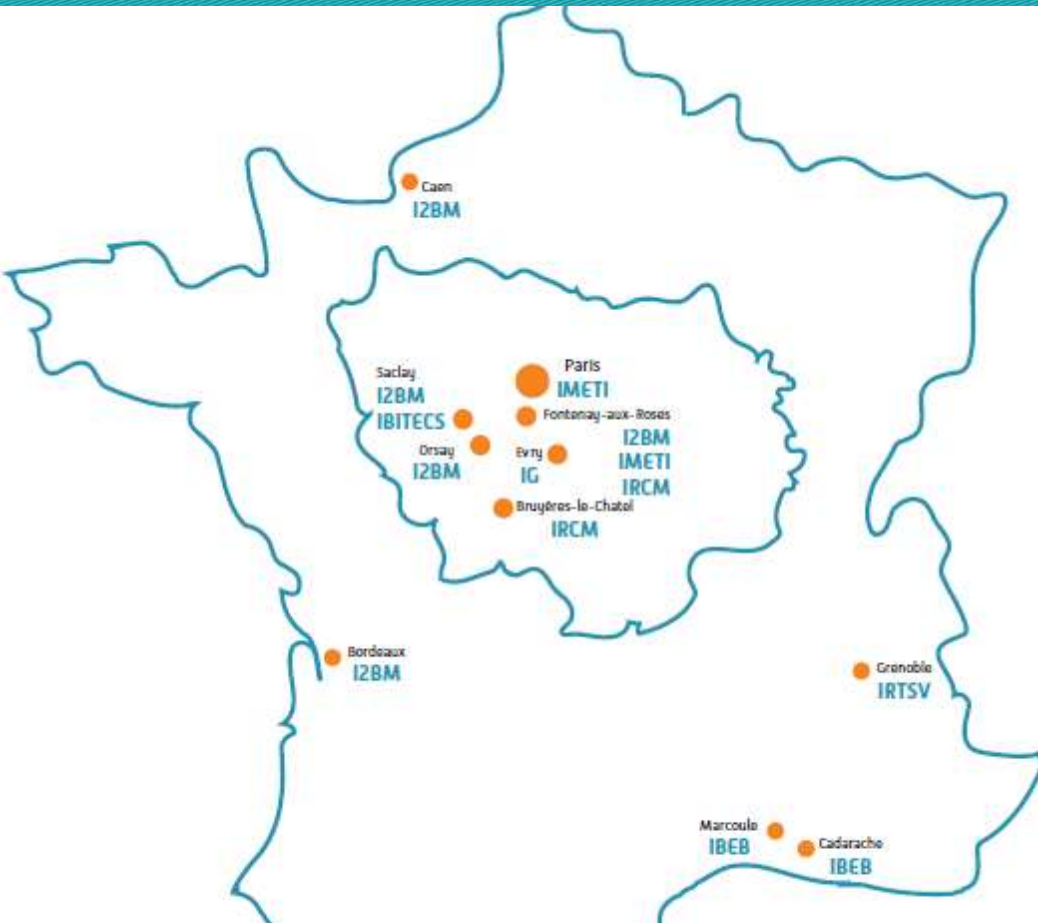 Caen
I2BM
Saclay
I2BM
IBITECS
Paris
IMETI
Fontenay-aux-Roses
I2BM
IMETI
IRCM
Orsay
I2BM
Evry
IG
Bruyères-le-Chatel
IRCM
Bordeaux
I2BM
Grenoble
IRTSV
Marcoule
IBEB
Cadarache
IBEB